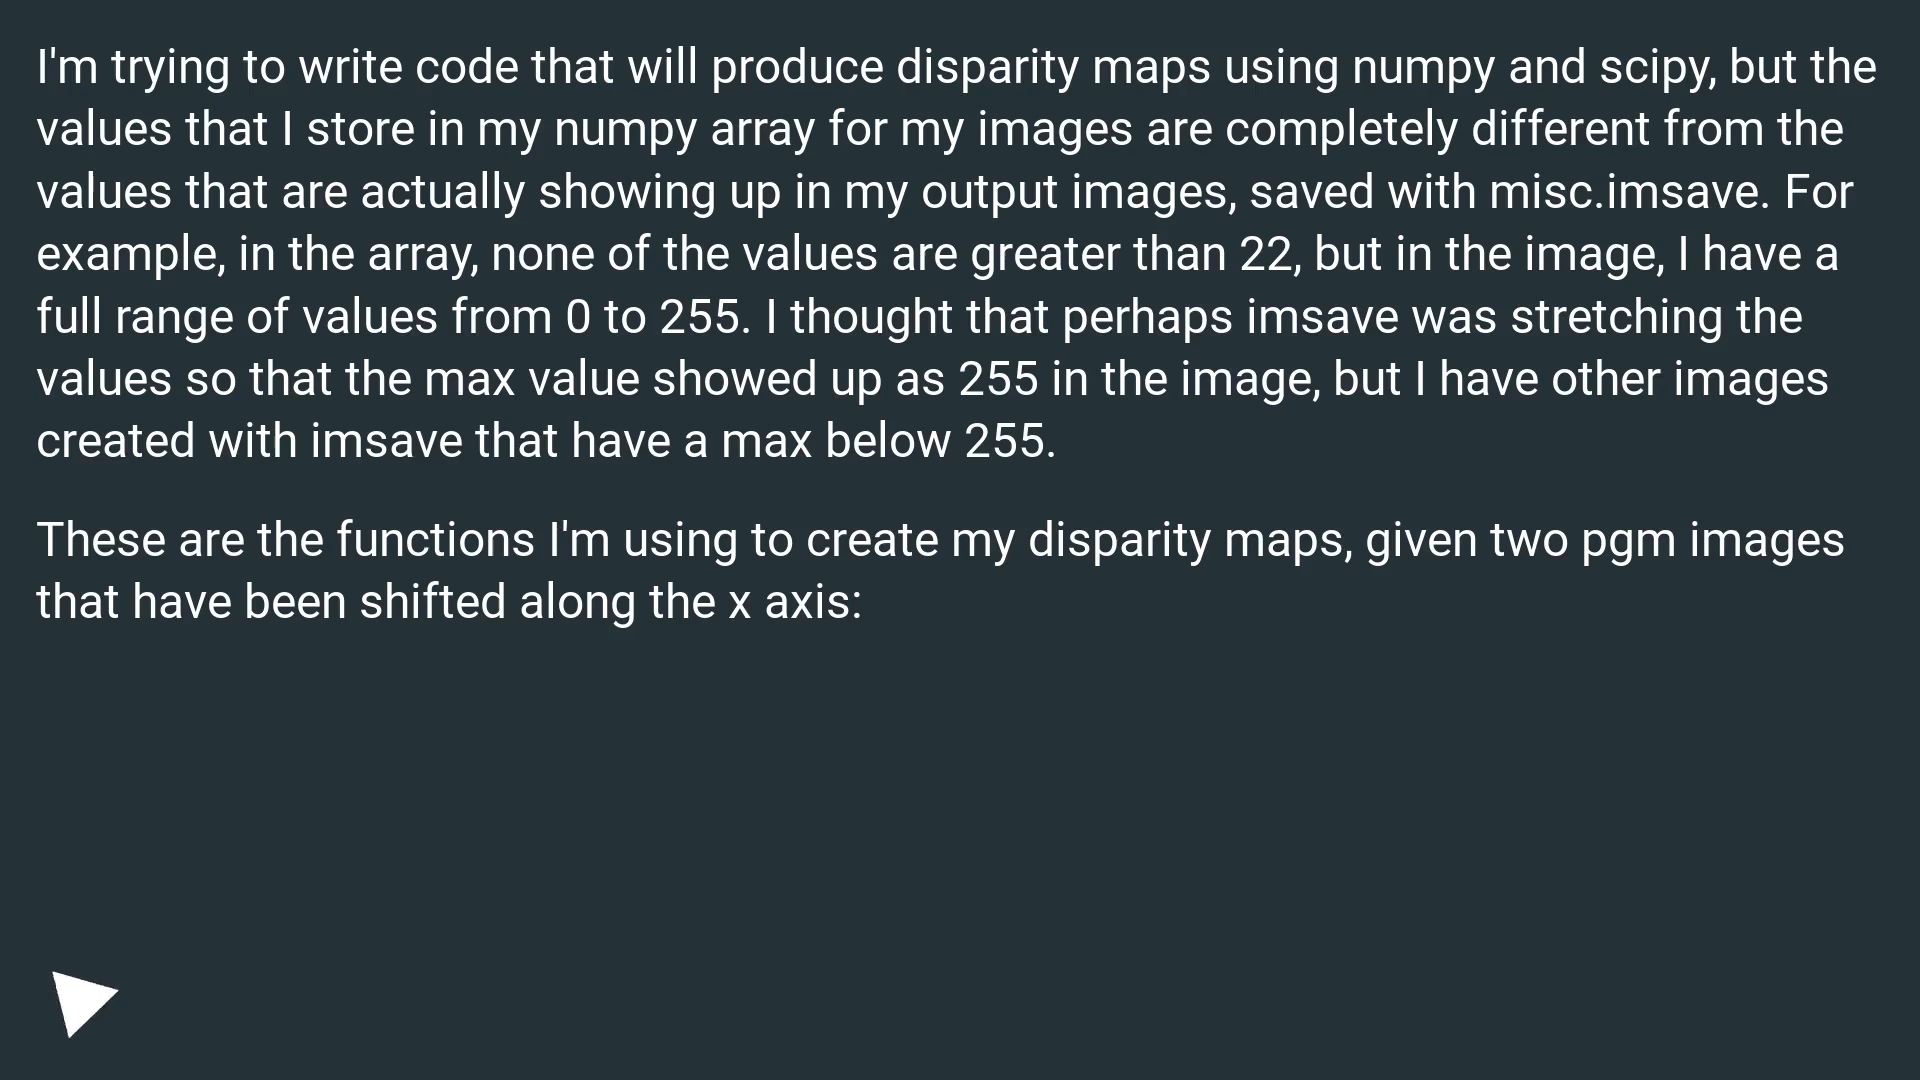 I'm trying to write code that will produce disparity maps using numpy and scipy, but the
values that I store in my numpy array for my images are completely different from the
values that are actually showing up in my output images, saved with misc.imsave. For
example, in the array, none of the values are greater than 22, but in the image, I have a
full range of values from 0 to 255. I thought that perhaps imsave was stretching the
values so that the max value showed up as 255 in the image, but I have other images
created with imsave that have a max below 255.
These are the functions I'm using to create my disparity maps, given two pgm images
that have been shifted along the x axis: